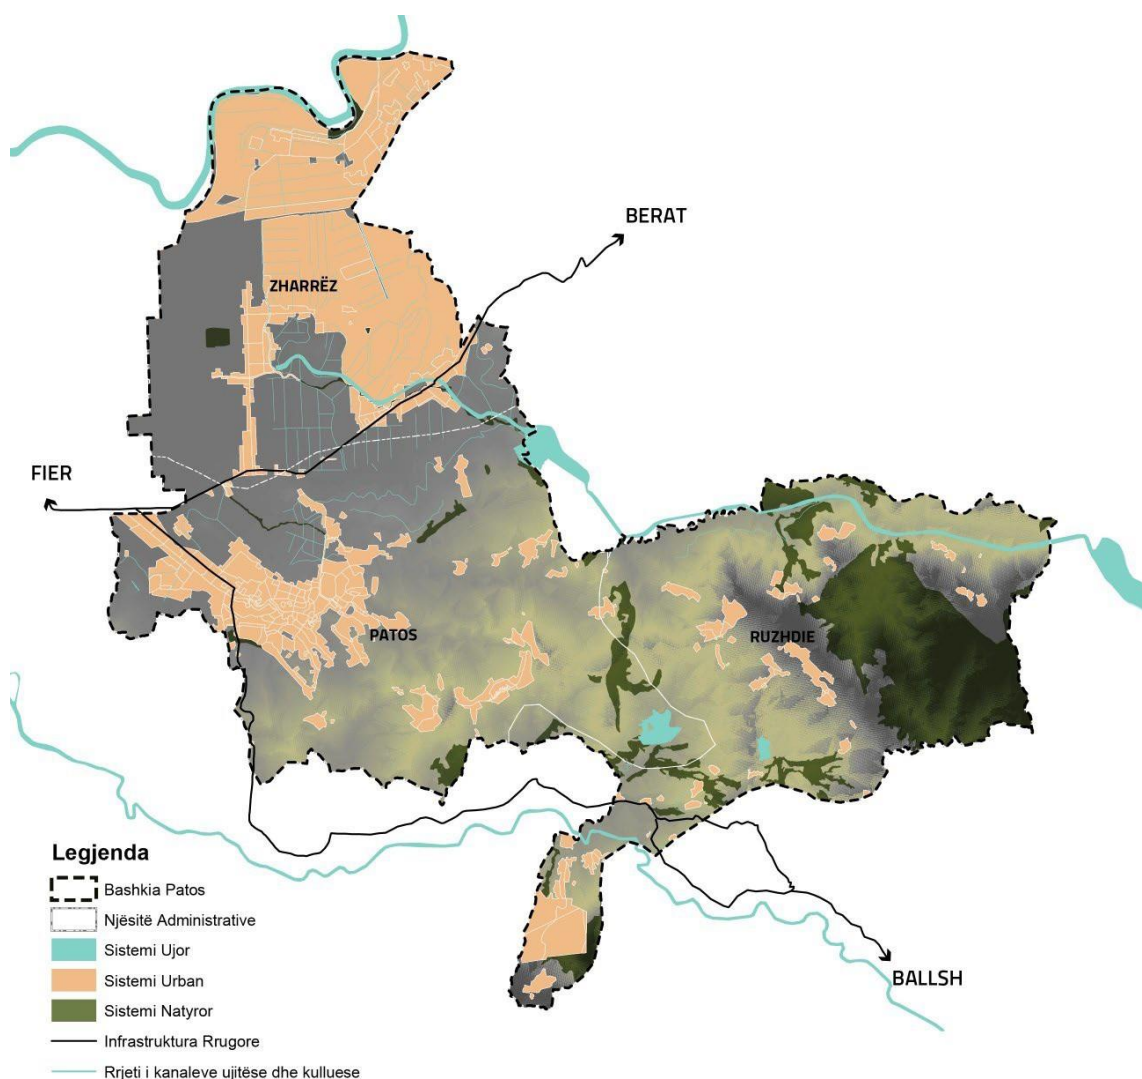 BERAT
ZHARRËZ
FIER
PATOS
RUZHDIE
BALLSH
Legjenda
Bashkia Patos
Njësitë Administrative
Sistemi Ujor
Sistemi Urban
Sistemi Natyror
Infrastruktura Rrugore
Rrjeti i kanaleve ujitëse dhe kulluese